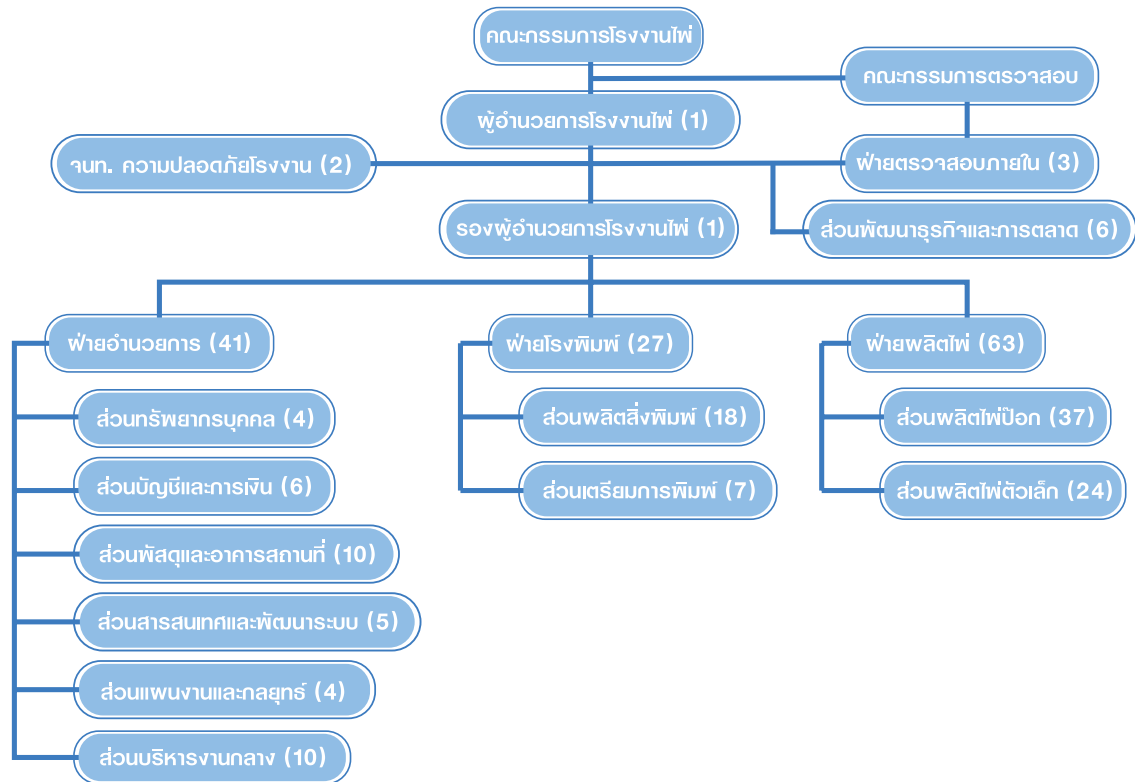 คณะกรรมการโรงงานไพ่
คณะกรรมการตรวจสอบ
ผู้อำนวยการโรงงานไพ่ (1)
จนท. ความปลอดภัยโรงงาน (2)
ฝ่ายตรวจสอบภายใน (3)
รองผู้อำนวยการโรงงานไพ่ (1)
ส่วนพัฒนาธุรกิจและการตลาด (6)
ฝ่ายอำนวยการ (41)
ส่วนทรัพยากรบุคคล (4)
ส่วนบัญชีและการเงิน (6)
ส่วนพัสดุและอาคารสถานที่ (10)
ส่วนสารสนเทศและพัฒนาระบบ (5)
ส่วนแผนงานและกลยุทธ์ (4)
ส่วนบริหารงานกลาง (10)
ฝ่ายโรงพิมพ์ (27)
ส่วนผลิตสิ่งพิมพ์ (18)
ส่วนเตรียมการพิมพ์ (7)
ฝ่ายผลิตไพ่ (63)
ส่วนผลิตไพ่ป๊อก (37)
ส่วนผลิตไพ่ตัวเล็ก (24)